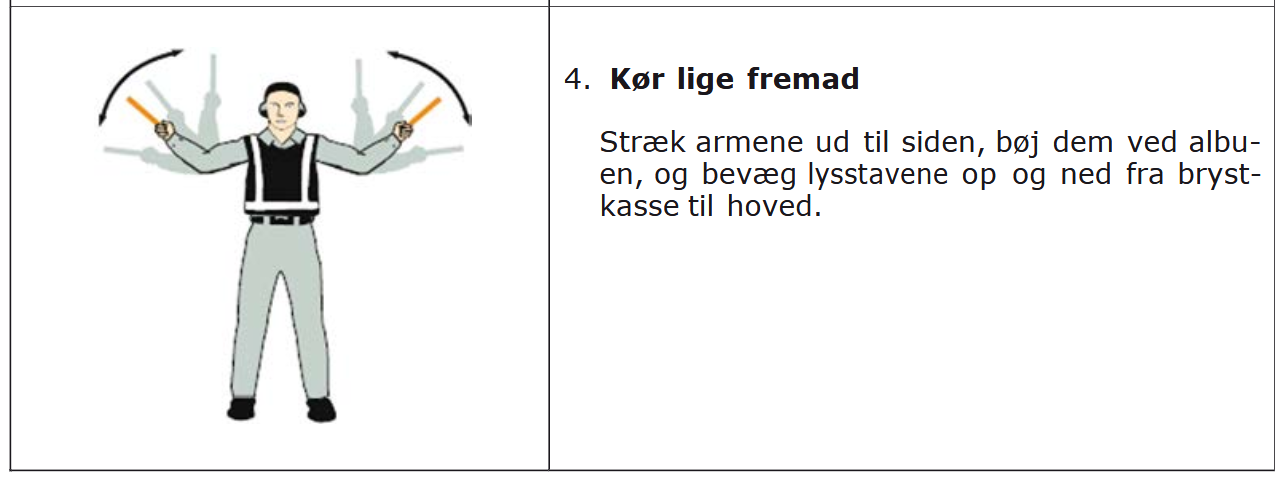 4. Kør lige fremad
Stræk armene ud til siden, bøj dem ved albu-
en, og bevæg lysstavene op og ned fra bryst-
kasse til hoved.